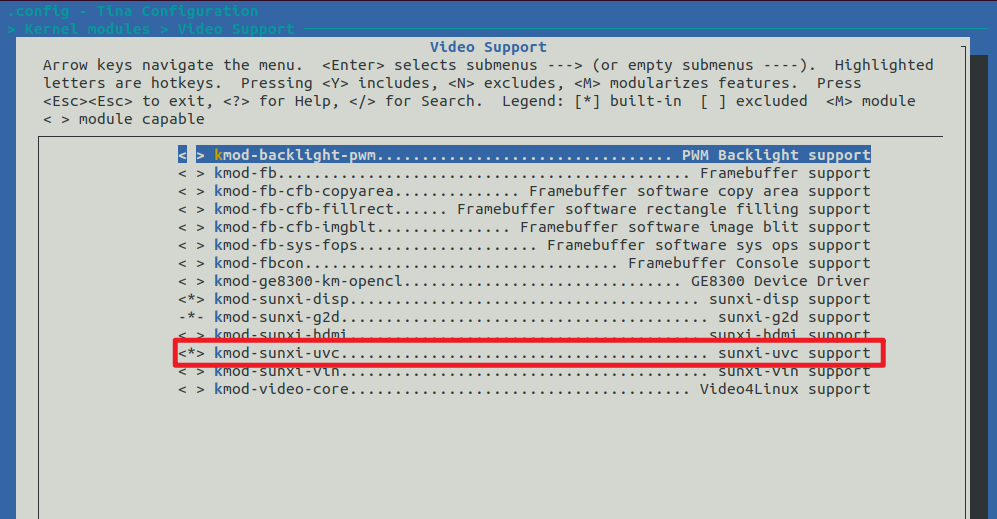 .config - Tina Configuration
> Kernel modules > Video Support
Video Support
Arrow keys navigate the menu.  <Enter> selects submenus ---> (or empty submenus ----).  Highlighted
letters are hotkeys.  Pressing <Y> includes, <N> excludes, <M> modularizes features.  Press
<Esc><Esc> to exit, <?> for Help, </> for Search.  Legend: [*] built-in  [ ] excluded  <M> module
< > module capable
< > kmod-backlight-pwm................................. PWM Backlight support
< > kmod-fb.............................................. Framebuffer support
< > kmod-fb-cfb-copyarea.............. Framebuffer software copy area support
< > kmod-fb-cfb-fillrect...... Framebuffer software rectangle filling support
< > kmod-fb-cfb-imgblt................ Framebuffer software image blit support
< > kmod-fb-sys-fops.................... Framebuffer software sys ops support
< > kmod-fbcon................................... Framebuffer Console support
< > kmod-ge8300-km-opencl............................... GE8300 Device Driver
<*> kmod-sunxi-disp....................................... sunxi-disp support
-*- kmod-sunxi-g2d......................................... sunxi-g2d support
< > kmod-sunxi-hdmi....................................... sunxi-hdmi support
<*> kmod-sunxi-uvc......................................... sunxi-uvc support
< > kmod-sunxi-vin......................................... sunxi-vin support
< > kmod-video-core...................................... Video4Linux support